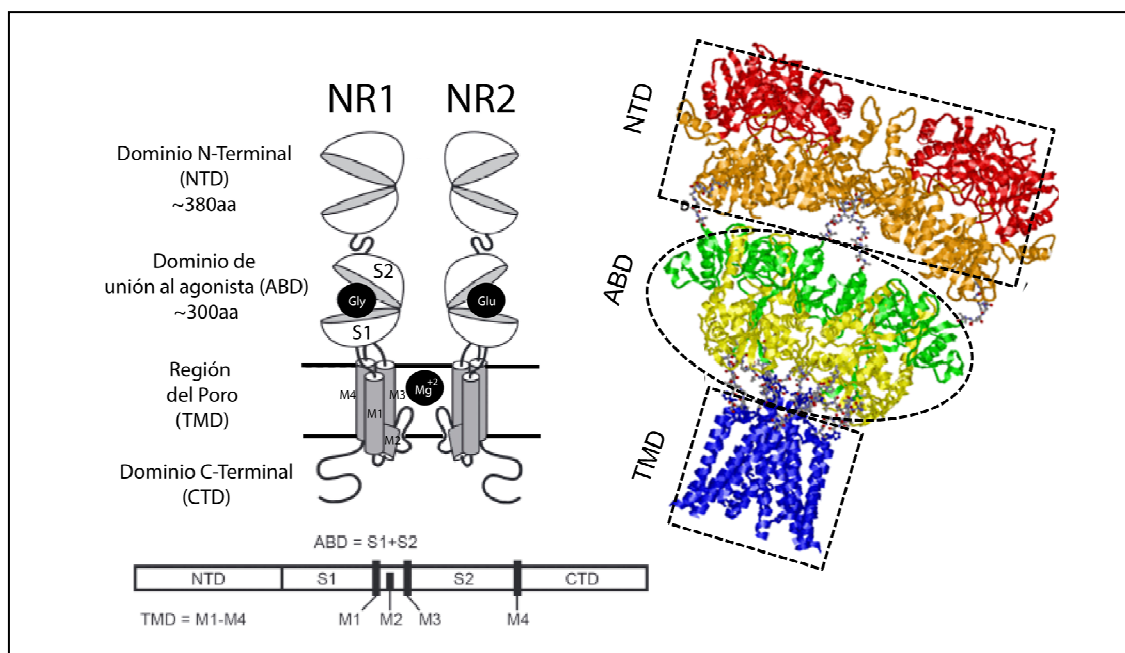 NR1 NR2
Dominio N-Terminal
(NTD)
~380aa
Dominio de
unión al agonista (ABD)
~300aa
S2
Gly
Glu
S1
Región
del Poro
(TMD)
M4
M1
M3
M2
Mg+2
Dominio C-Terminal
(CTD)
ABD = S1+S2
NTD S1 S2 CTD
TMD = M1-M4 M1 M2 M3 M4
NTD
ABD
TMD